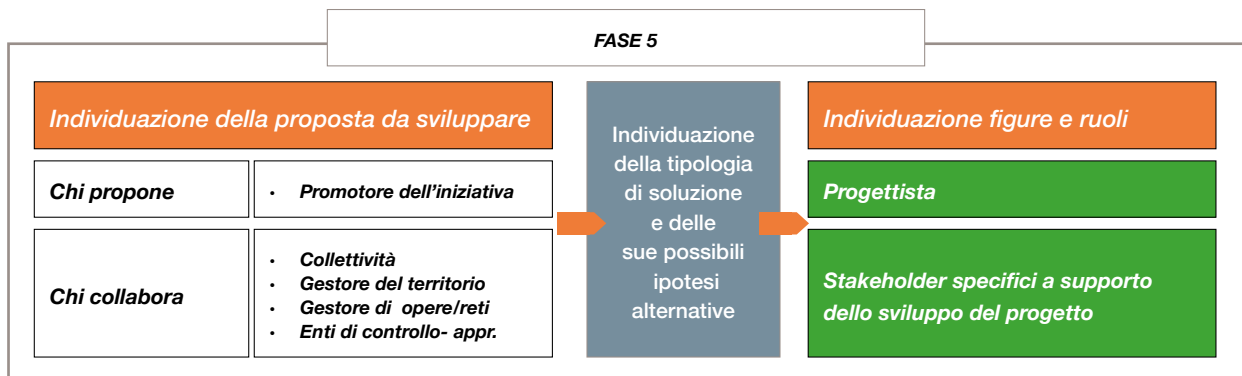 FASE 5
Individuazione della proposta da sviluppare
Chi propone
• Promotore dell'iniziativa
Chi collabora
• Collettività
• Gestore del territorio
• Gestore di opere/reti
• Enti di controllo- appr.
Individuazione
della tipologia
di soluzione
e delle
sue possibili
ipotesi
alternative
Individuazione figure e ruoli
Progettista
Stakeholder specifici a supporto
dello sviluppo del progetto